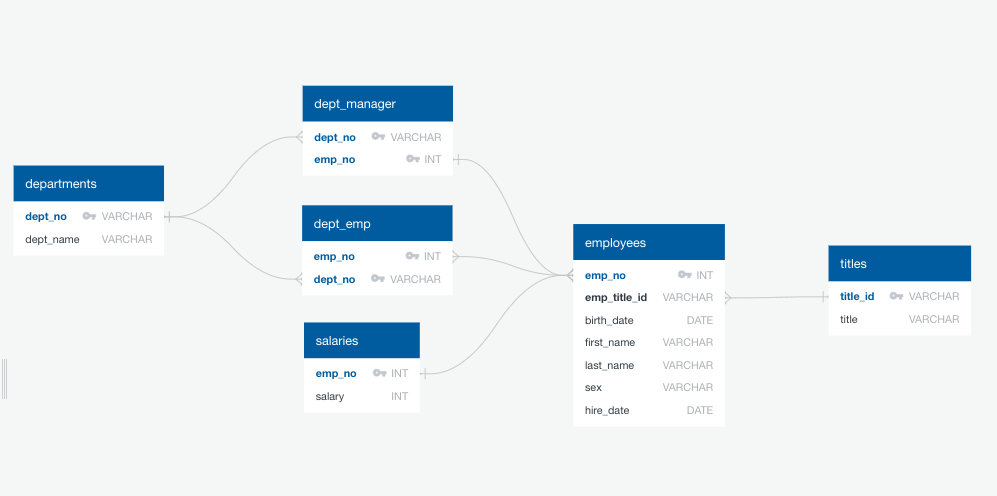 departments
dept_no VARCHAR
dept_name VARCHAR
dept_manager
dept_no VARCHAR
emp_no INT
dept_emp
emp_no INT
dept_no VARCHAR
salaries
emp_no INT
salary INT
employees
emp_no INT
emp_title_id VARCHAR
birth_date DATE
first_name VARCHAR
last_name VARCHAR
sex VARCHAR
hire_date DATE
titles
title_id VARCHAR
title VARCHAR